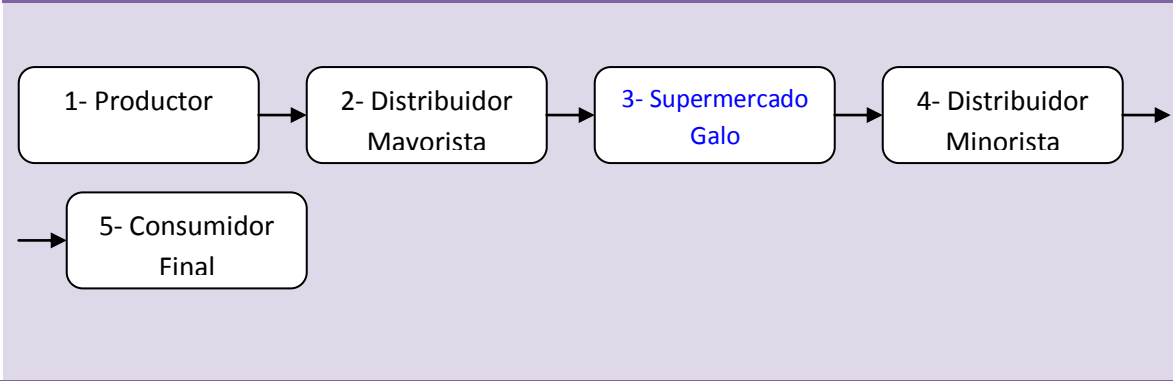 1- Productor
2- Distribuidor
Mayorista
3- Supermercado
Galo
4- Distribuidor
Minorista
5- Consumidor
Final